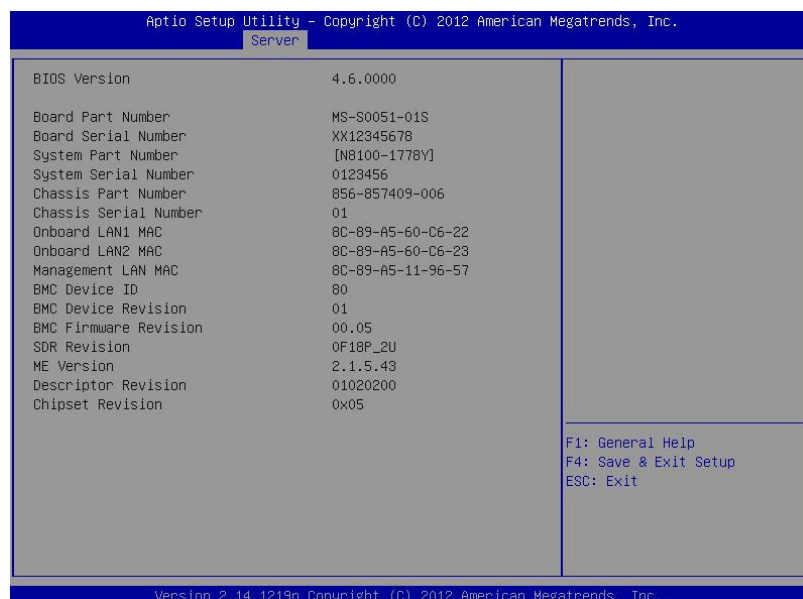 Aptio Setup Utility – Copyright (C) 2012 American Megatrends, Inc.
Server
BIOS Version 4.6.0000
Board Part Number MS-S0051-01S
Board Serial Number XX12345678
System Part Number [N8100-1778Y]
System Serial Number 0123456
Chassis Part Number 856-857409-006
Chassis Serial Number 01
Onboard LAN1 MAC 8C-89-A5-60-C6-22
Onboard LAN2 MAC 8C-89-A5-60-C6-23
Management LAN MAC 8C-89-A5-11-96-57
BMC Device ID 80
BMC Device Revision 01
BMC Firmware Revision 00.05
SDR Revision 0F18P_2U
ME Version 2.1.5.43
Descriptor Revision 01020200
Chipset Revision 0x05
F1: General Help
F4: Save & Exit Setup
ESC: Exit
Version 2.14.1219n Copyright (C) 2012 American Megatrends, Inc.